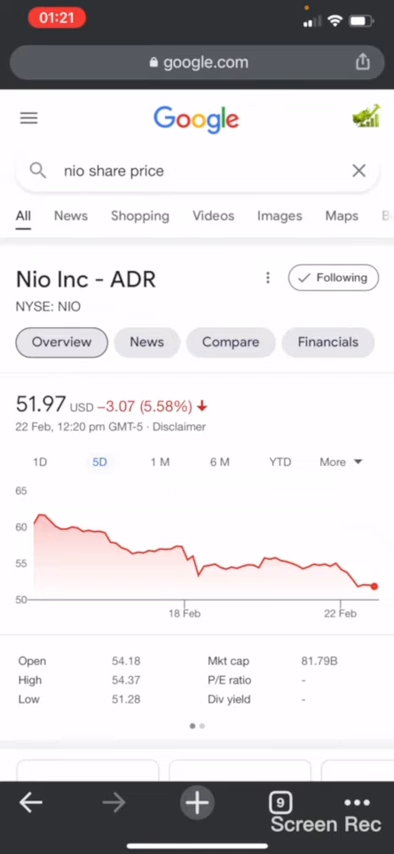 01:21
google.com
Google
nio share price
All News Shopping Videos Images Maps B
Nio Inc - ADR
Following
NYSE: NIO
Overview News Compare Financials
51.97 USD −3.07 (5.58%)
22 Feb, 12:20 pm GMT-5 · Disclaimer
1D 5D 1 M 6 M YTD More
65
60
55
50
18 Feb 22 Feb
Open 54.18 Mkt cap 81.79B
High 54.37 P/E ratio -
Low 51.28 Div yield -
9
Screen Rec